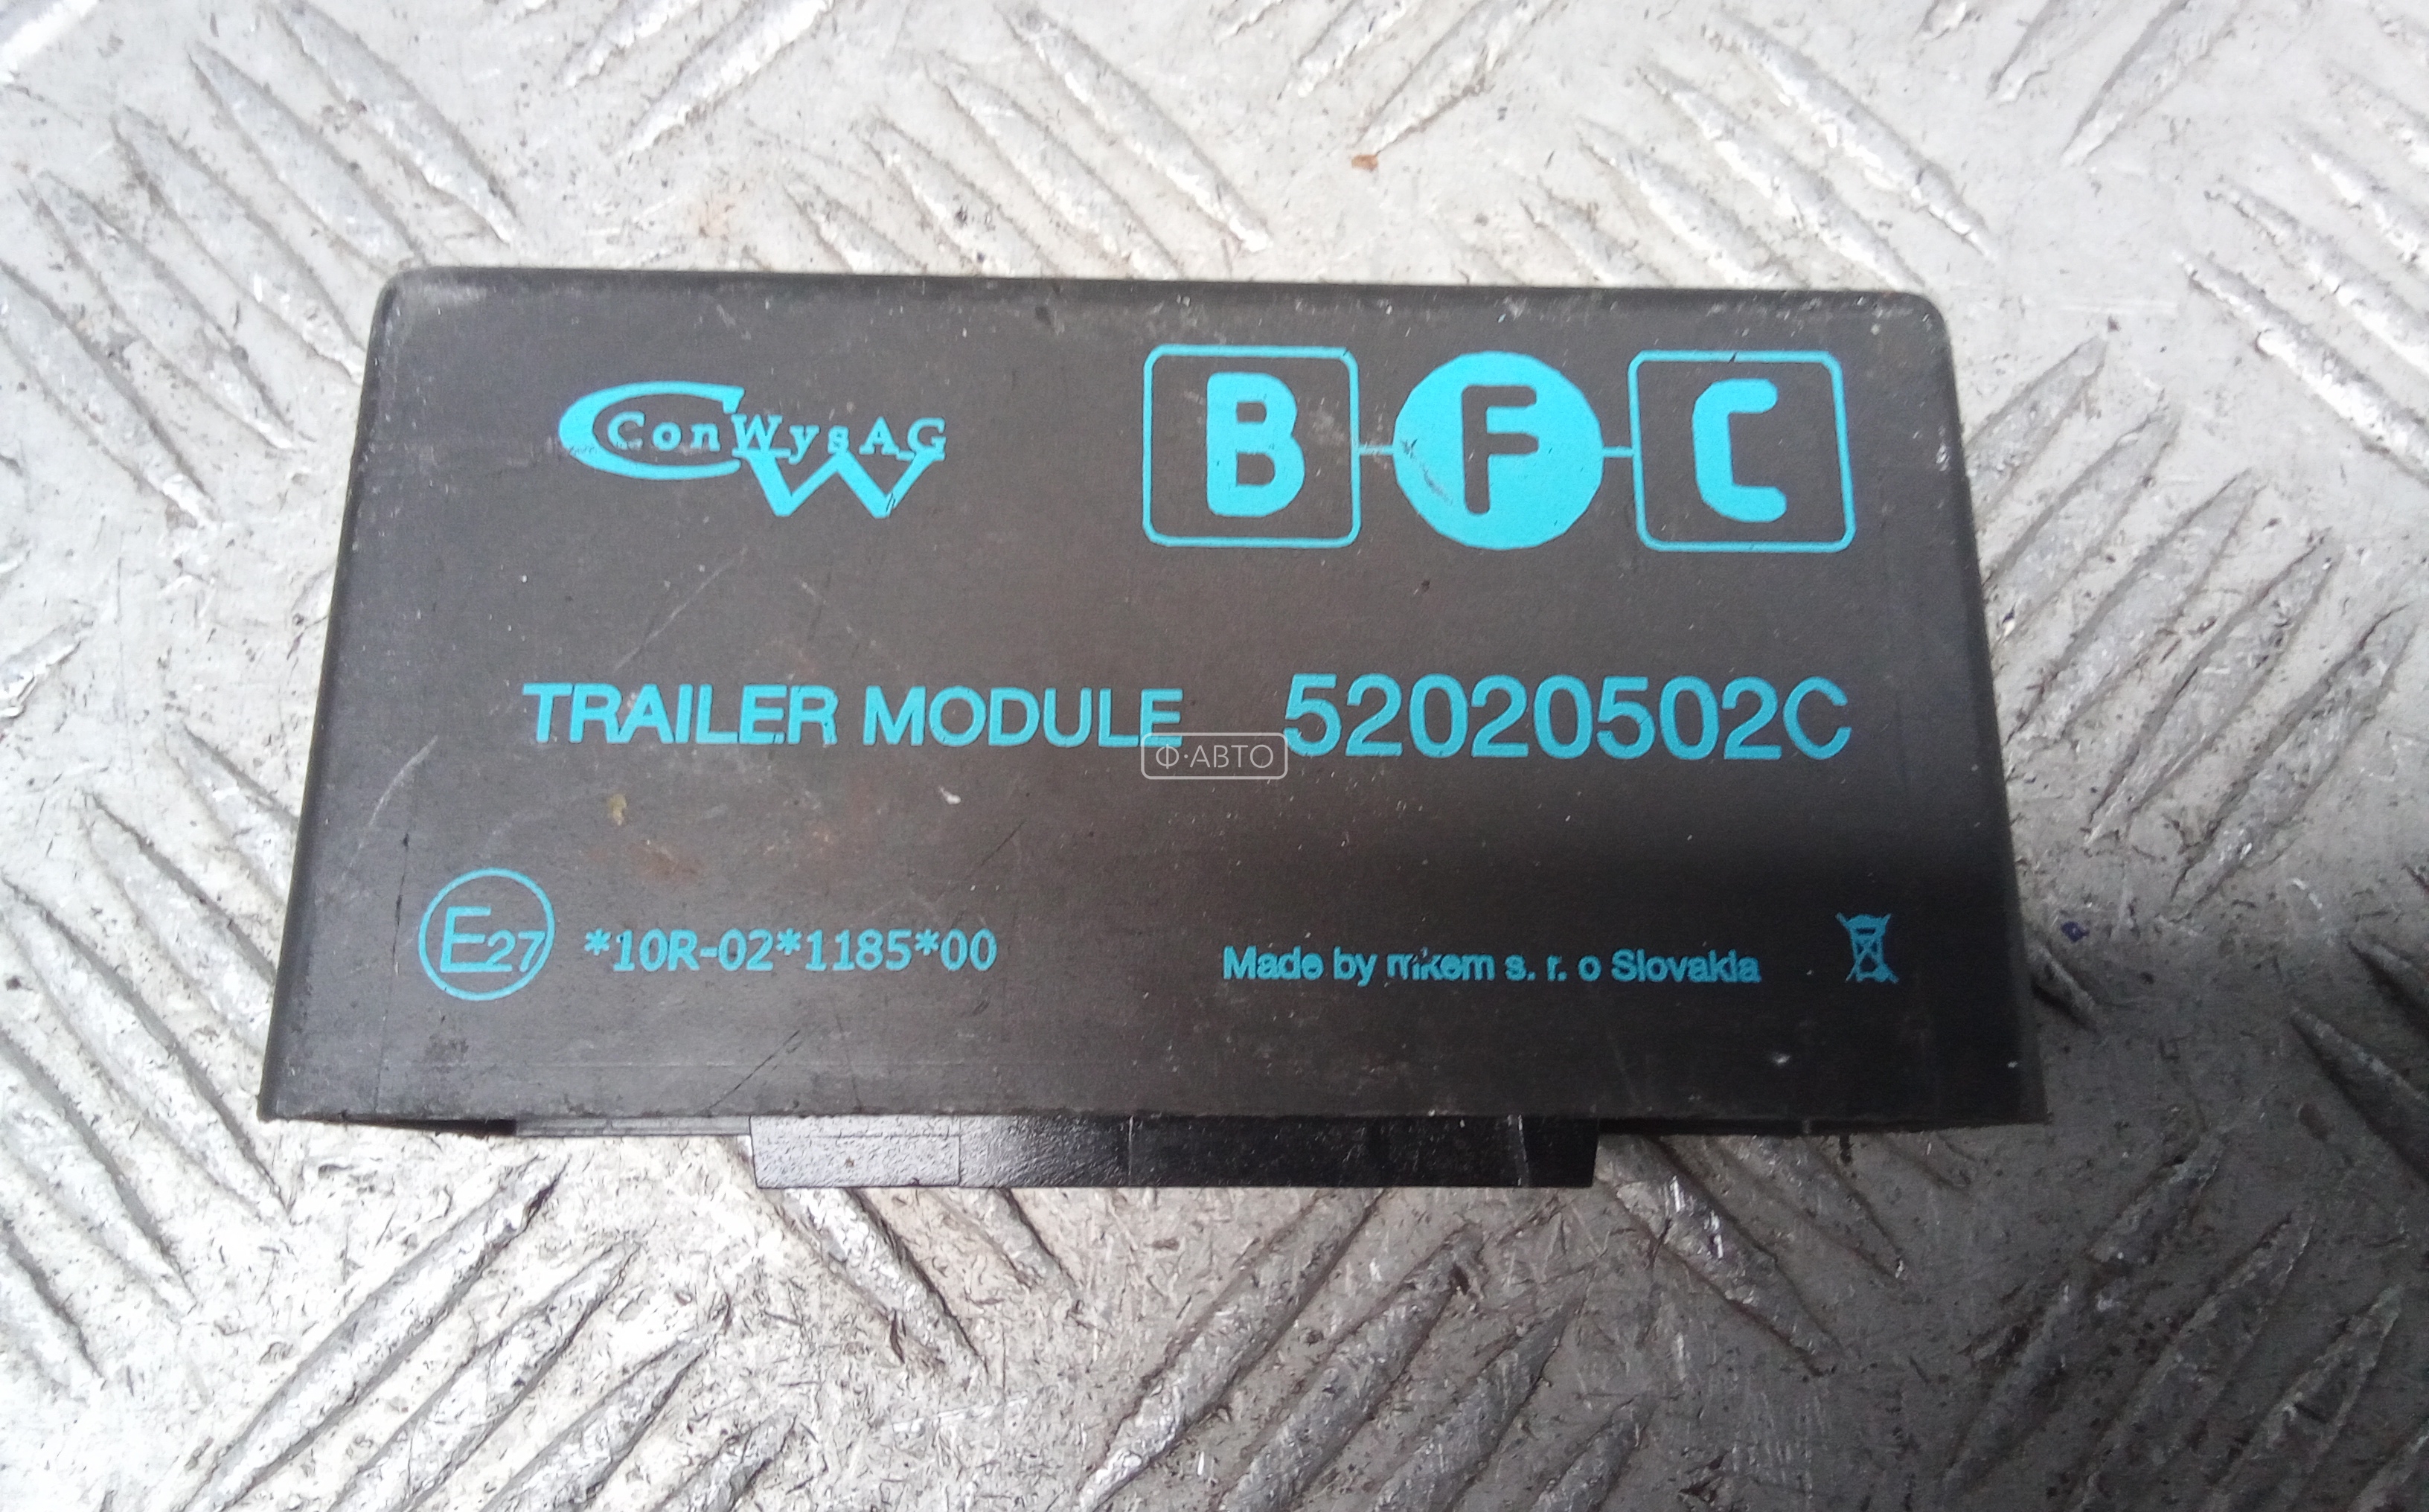 ConWysAG
B F C
TRAILER MODULE 52020502C
Ф·АВТО
E27 *10R-02*1185*00
Made by mikem s. r. o Slovakia